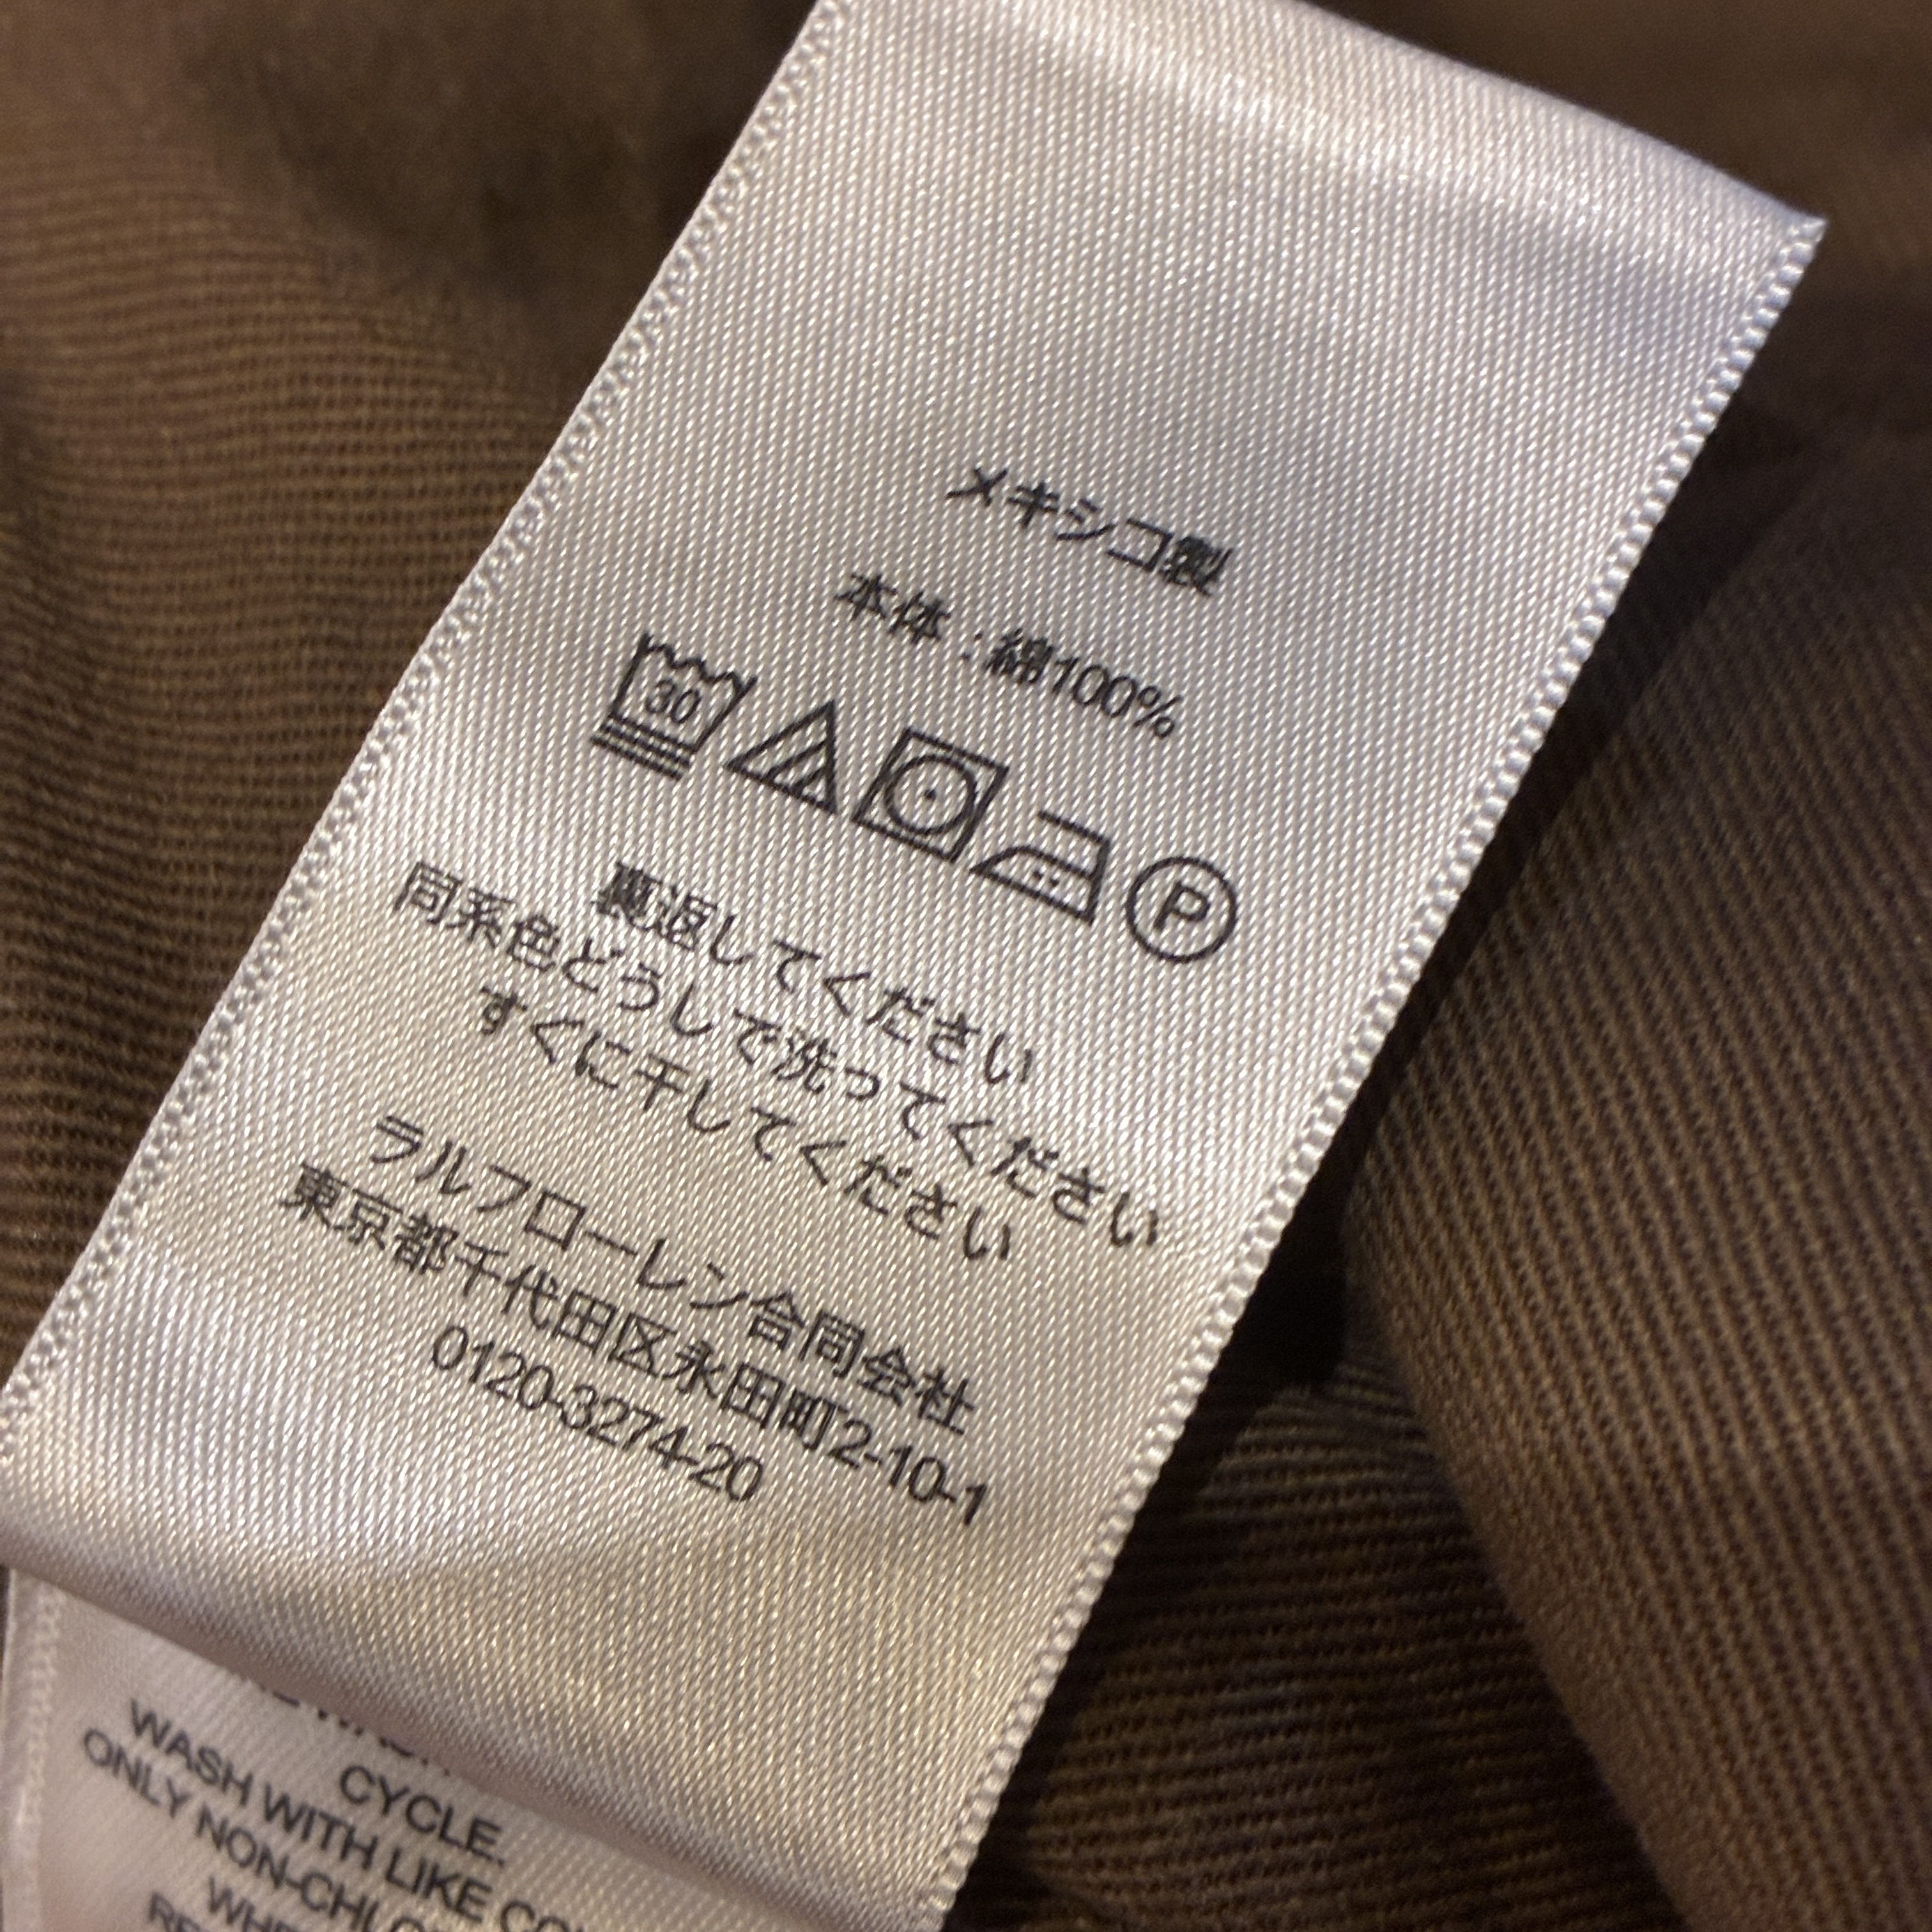 メキシコ製
本体 : 綿100%
30
P
裏返してください
同系色どうしで洗ってください
すぐに干してください
ラルフローレン合同会社
東京都千代田区永田町2-10-1
0120-3274-20
CYCLE.
WASH WITH LIKE
ONLY